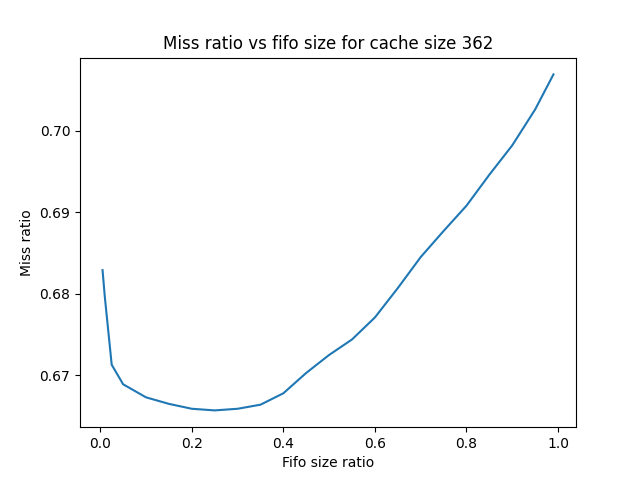 Miss ratio vs fifo size for cache size 362
Miss ratio
0.70
0.69
0.68
0.67
0.0 0.2 0.4 0.6 0.8 1.0
Fifo size ratio